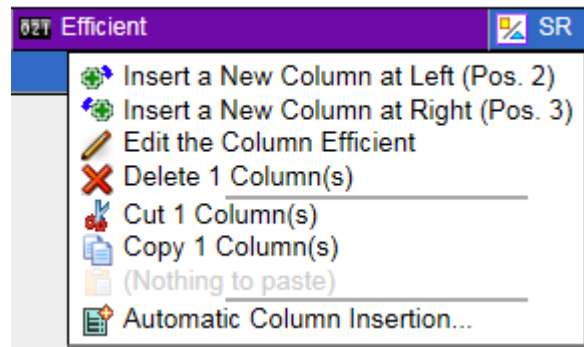 02T Efficient SR
Insert a New Column at Left (Pos. 2)
Insert a New Column at Right (Pos. 3)
Edit the Column Efficient
Delete 1 Column(s)
Cut 1 Column(s)
Copy 1 Column(s)
(Nothing to paste)
Automatic Column Insertion...